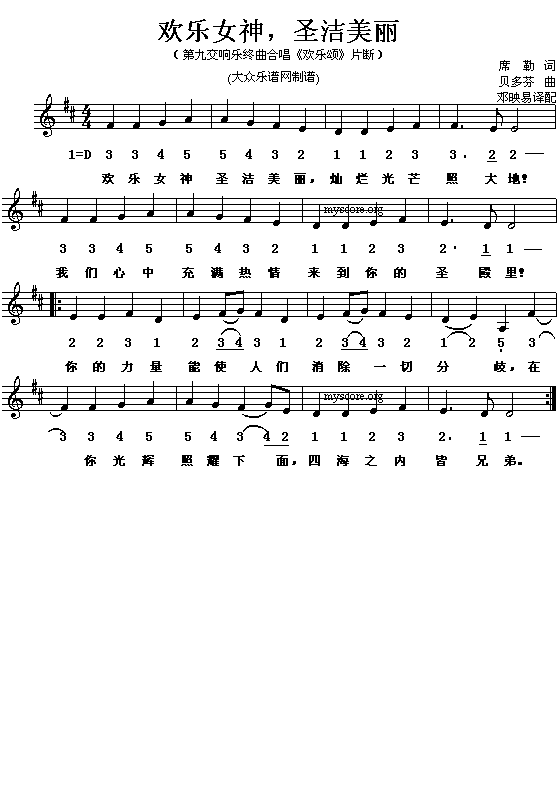 欢乐女神，圣洁美丽
（第九交响乐终曲合唱《欢乐颂》片断）
(大众乐谱网制谱)
席 勒 词
贝多芬 曲
邓映易译配
4
4
1=D 3 3 4 5 5 4 3 2 1 1 2 3 3. 2 2 —
欢 乐 女 神 圣 洁 美 丽，灿 烂 光 芒 照 大 地！
myscore.org
3 3 4 5 5 4 3 2 1 1 2 3 2. 1 1 —
我 们 心 中 充 满 热 情 来 到 你 的 圣 殿 里！
2 2 3 1 2 3 4 3 1 2 3 4 3 2 1 2 5 3
你 的 力 量 能 使 人 们 消 除 一 切 分 歧，在
myscore.org
3 3 4 5 5 4 3 4 2 1 1 2 3 2. 1 1 —
你 光 辉 照 耀 下 面，四 海 之 内 皆 兄 弟。